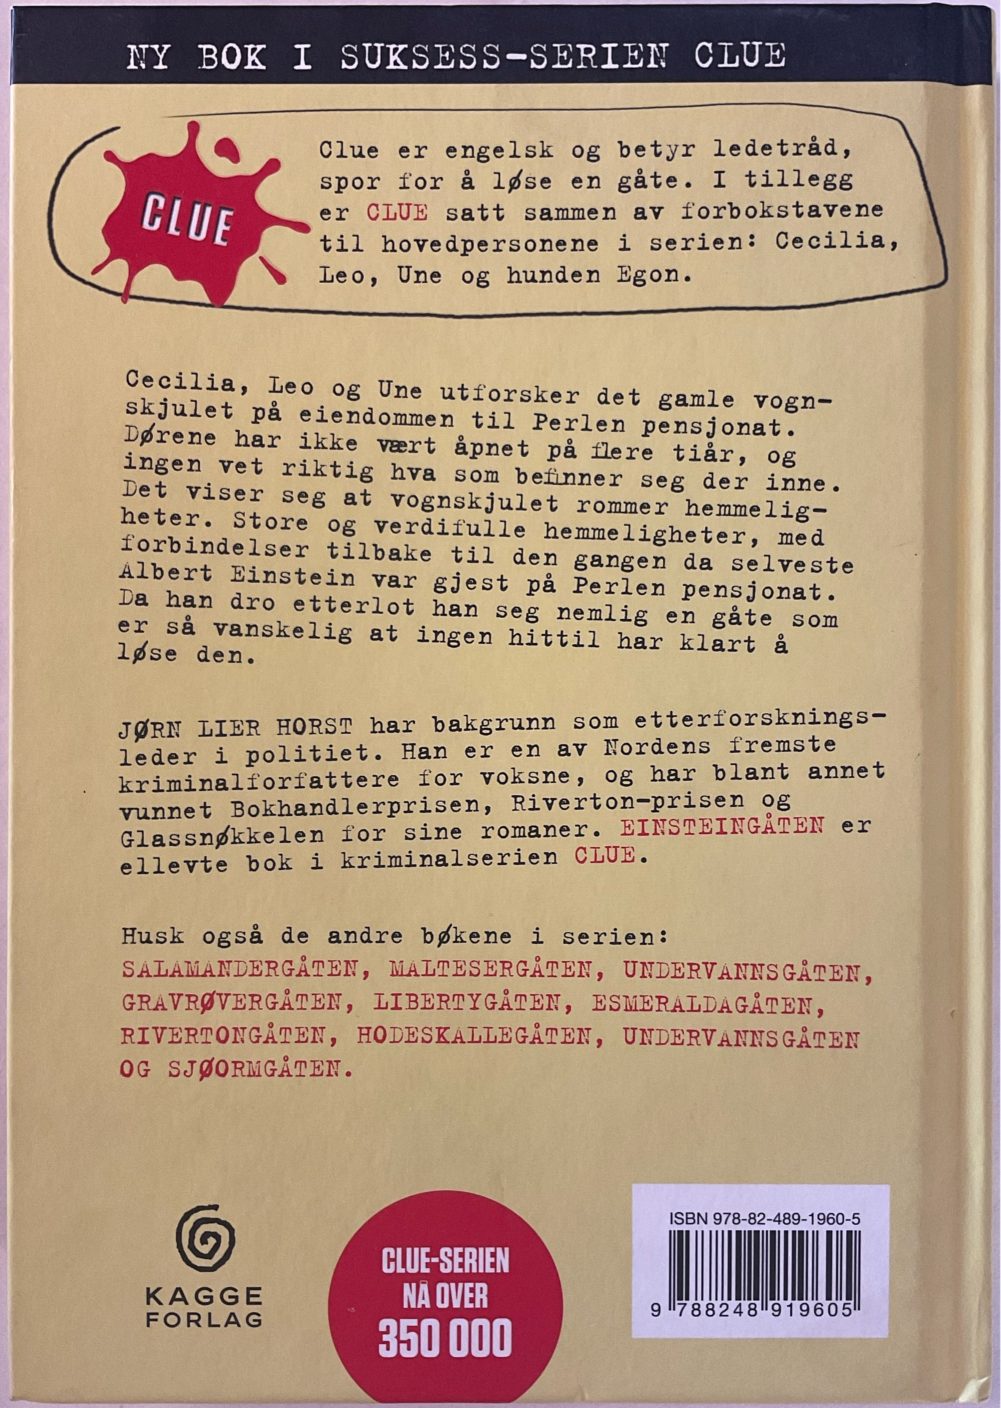 NY BOK I SUKSESS-SERIEN CLUE
CLUE
Clue er engelsk og betyr ledetråd,
spor for å løse en gåte. I tillegg
er CLUE satt sammen av forbokstavene
til hovedpersonene i serien: Cecilia,
Leo, Une og hunden Egon.
Cecilia, Leo og Une utforsker det gamle vogn-
skjulet på eiendommen til Perlen pensjonat.
Dørene har ikke vært åpnet på flere tiår, og
ingen vet riktig hva som befinner seg der inne.
Det viser seg at vognskjulet rommer hemmelig-
heter. Store og verdifulle hemmeligheter, med
forbindelser tilbake til den gangen da selveste
Albert Einstein var gjest på Perlen pensjonat.
Da han dro etterlot han seg nemlig en gåte som
er så vanskelig at ingen hittil har klart å
løse den.
JØRN LIER HORST har bakgrunn som etterforsknings-
leder i politiet. Han er en av Nordens fremste
kriminalforfattere for voksne, og har blant annet
vunnet Bokhandlerprisen, Riverton-prisen og
Glassnøkkelen for sine romaner. EINSTEINGÅTEN er
ellevte bok i kriminalserien CLUE.
Husk også de andre bøkene i serien:
SALAMANDERGÅTEN, MALTESERGÅTEN, UNDERVANNSGÅTEN,
GRAVRØVERGÅTEN, LIBERTYGÅTEN, ESMERALDAGÅTEN,
RIVERTONGÅTEN, HODESKALLEGÅTEN, UNDERVANNSGÅTEN
OG SJØORMGÅTEN.
KAGGE
FORLAG
CLUE-SERIEN
NÅ OVER
350 000
ISBN 978-82-489-1960-5
9 788248 919605